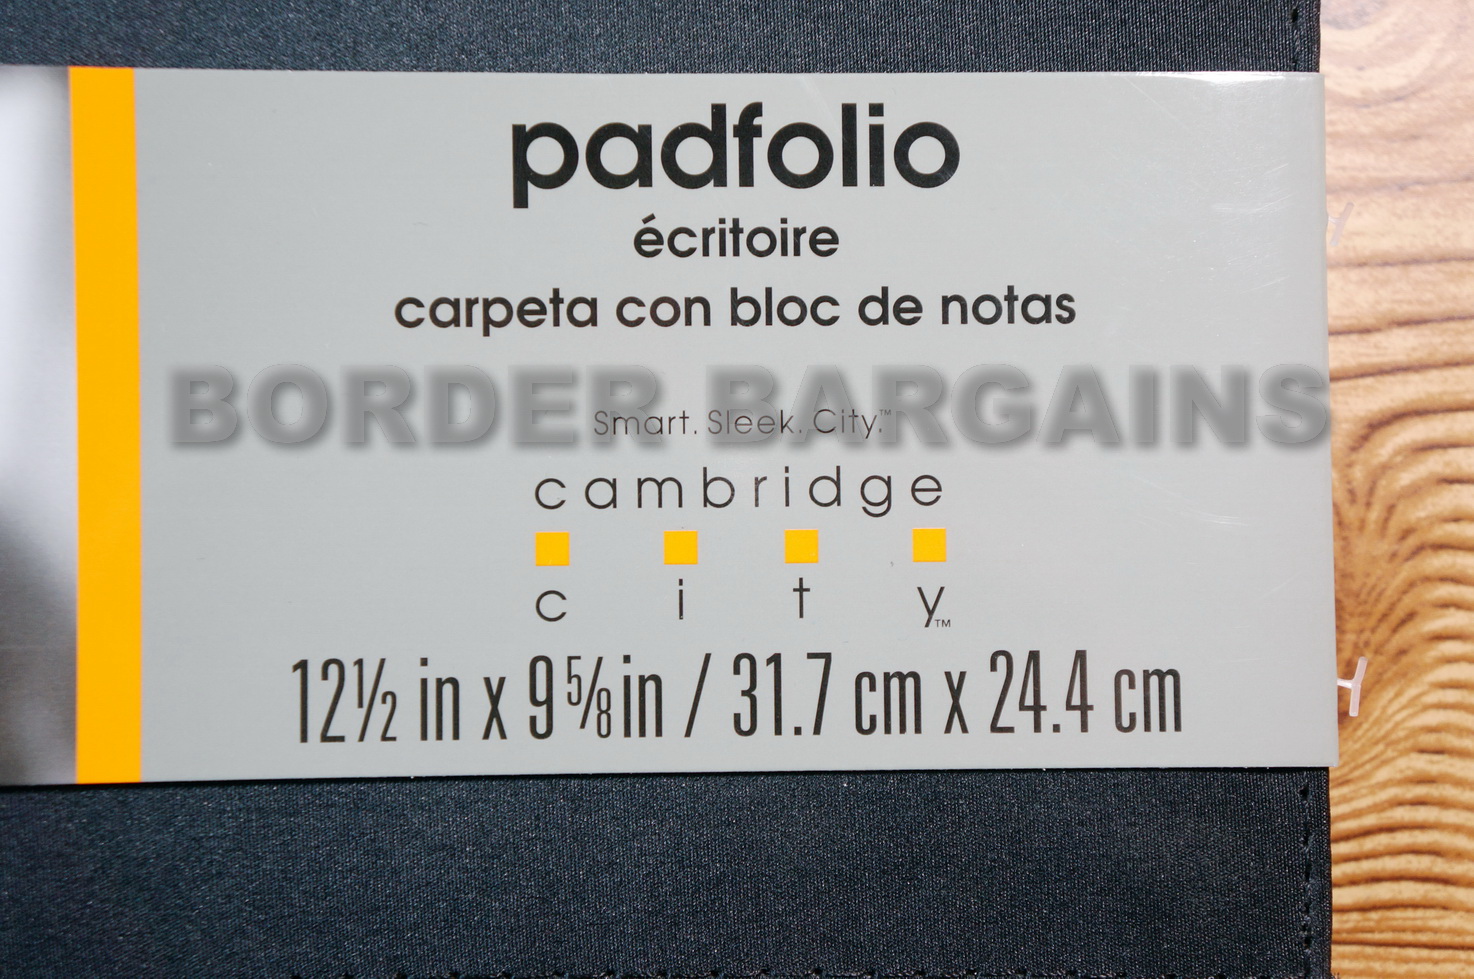 padfolio
écritoire
carpeta con bloc de notas
BORDER BARGAINS
Smart. Sleek. City.™
cambridge
city™
12½ in x 9⅝ in / 31.7 cm x 24.4 cm